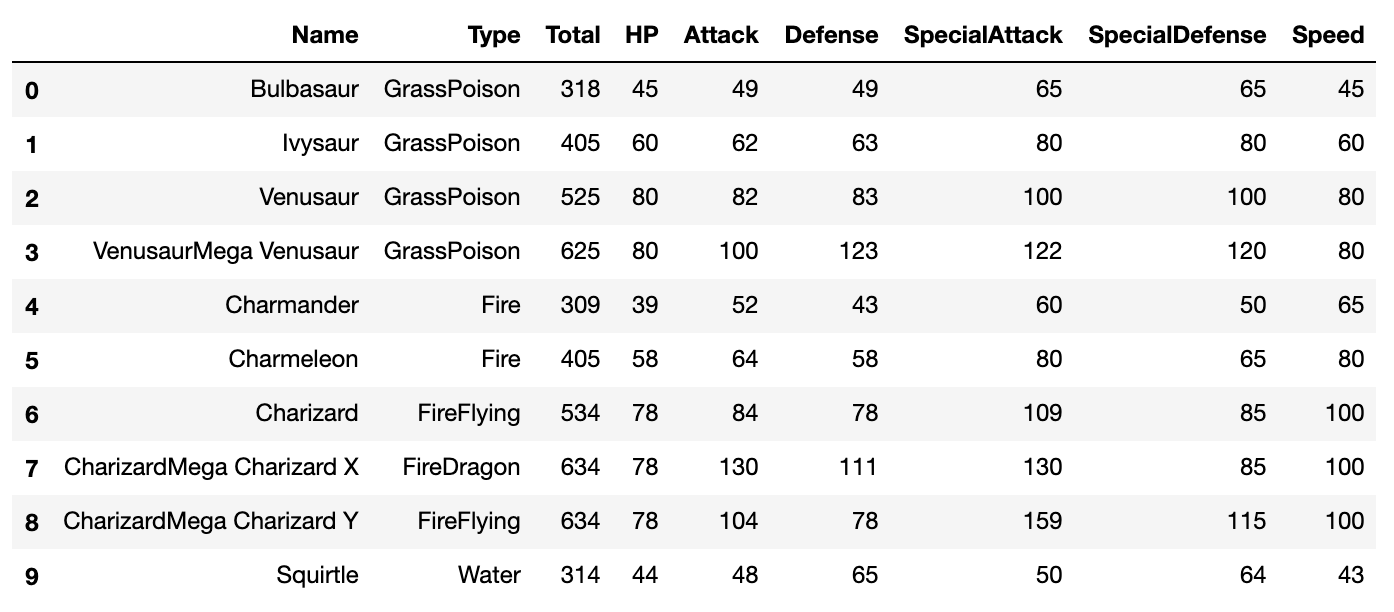 Name Type Total HP Attack Defense SpecialAttack SpecialDefense Speed
0 Bulbasaur GrassPoison 318 45 49 49 65 65 45
1 Ivysaur GrassPoison 405 60 62 63 80 80 60
2 Venusaur GrassPoison 525 80 82 83 100 100 80
3 VenusaurMega Venusaur GrassPoison 625 80 100 123 122 120 80
4 Charmander Fire 309 39 52 43 60 50 65
5 Charmeleon Fire 405 58 64 58 80 65 80
6 Charizard FireFlying 534 78 84 78 109 85 100
7 CharizardMega Charizard X FireDragon 634 78 130 111 130 85 100
8 CharizardMega Charizard Y FireFlying 634 78 104 78 159 115 100
9 Squirtle Water 314 44 48 65 50 64 43